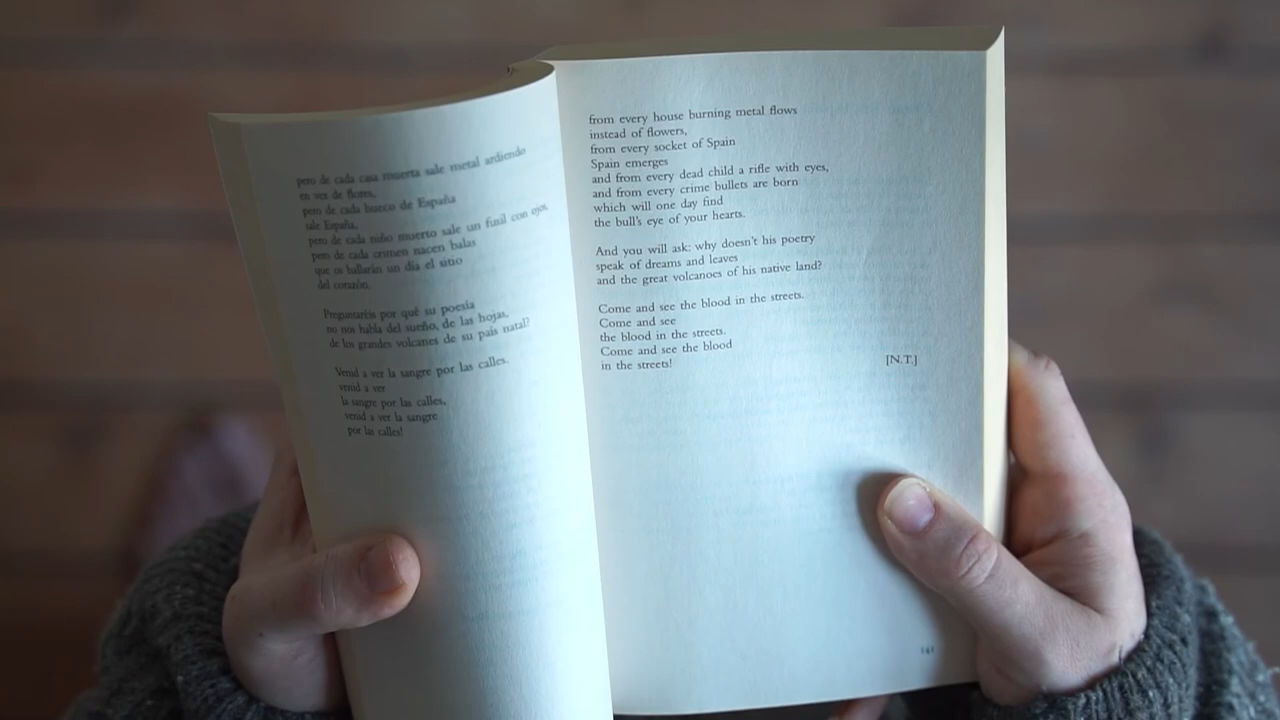 pero de cada casa muerta sale metal ardiendo
en vez de flores,
pero de cada hueco de España
sale España,
pero de cada niño muerto sale un fusil con ojos,
pero de cada crimen nacen balas
que os hallarán un día el sitio
del corazón.
Preguntaréis por qué su poesía
no nos habla del sueño, de las hojas,
de los grandes volcanes de su país natal?
Venid a ver la sangre por las calles.
venid a ver
la sangre por las calles,
venid a ver la sangre
por las calles!
from every house burning metal flows
instead of flowers,
from every socket of Spain
Spain emerges
and from every dead child a rifle with eyes,
and from every crime bullets are born
which will one day find
the bull's eye of your hearts.
And you will ask: why doesn't his poetry
speak of dreams and leaves
and the great volcanoes of his native land?
Come and see the blood in the streets.
Come and see
the blood in the streets.
Come and see the blood
in the streets!
[N.T.]